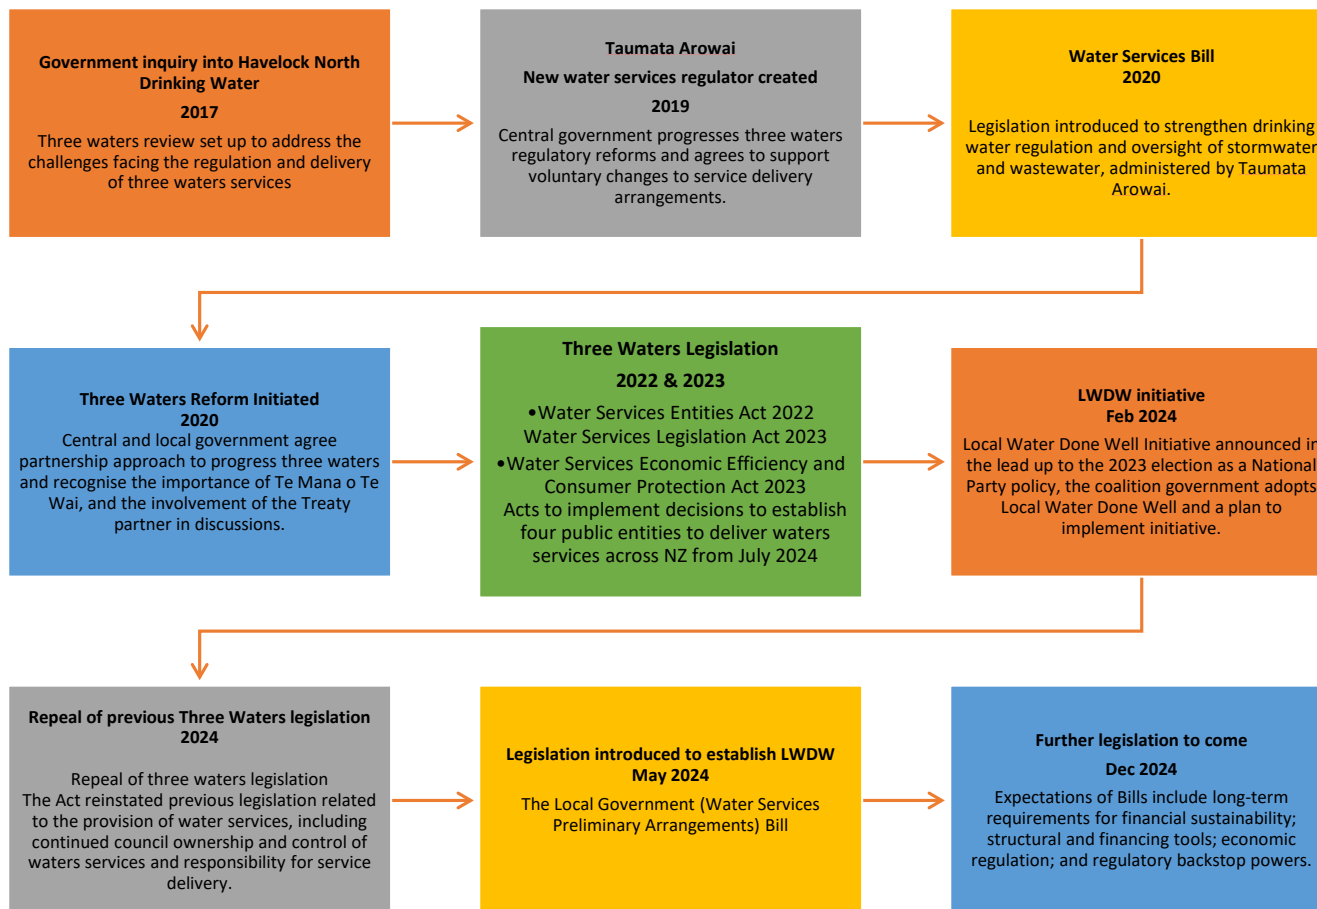 Government inquiry into Havelock North
Drinking Water
2017
Three waters review set up to address the
challenges facing the regulation and delivery
of three waters services
Taumata Arowai
New water services regulator created
2019
Central government progresses three waters
regulatory reforms and agrees to support
voluntary changes to service delivery
arrangements.
Water Services Bill
2020
Legislation introduced to strengthen drinking
water regulation and oversight of stormwater
and wastewater, administered by Taumata
Arowai.
Three Waters Reform Initiated
2020
Central and local government agree
partnership approach to progress three waters
and recognise the importance of Te Mana o Te
Wai, and the involvement of the Treaty
partner in discussions.
Three Waters Legislation
2022 & 2023
•Water Services Entities Act 2022
Water Services Legislation Act 2023
•Water Services Economic Efficiency and
Consumer Protection Act 2023
Acts to implement decisions to establish
four public entities to deliver waters
services across NZ from July 2024
LWDW initiative
Feb 2024
Local Water Done Well Initiative announced in
the lead up to the 2023 election as a National
Party policy, the coalition government adopts
Local Water Done Well and a plan to
implement initiative.
Repeal of previous Three Waters legislation
2024
Repeal of three waters legislation
The Act reinstated previous legislation related
to the provision of water services, including
continued council ownership and control of
waters services and responsibility for service
delivery.
Legislation introduced to establish LWDW
May 2024
The Local Government (Water Services
Preliminary Arrangements) Bill
Further legislation to come
Dec 2024
Expectations of Bills include long-term
requirements for financial sustainability;
structural and financing tools; economic
regulation; and regulatory backstop powers.